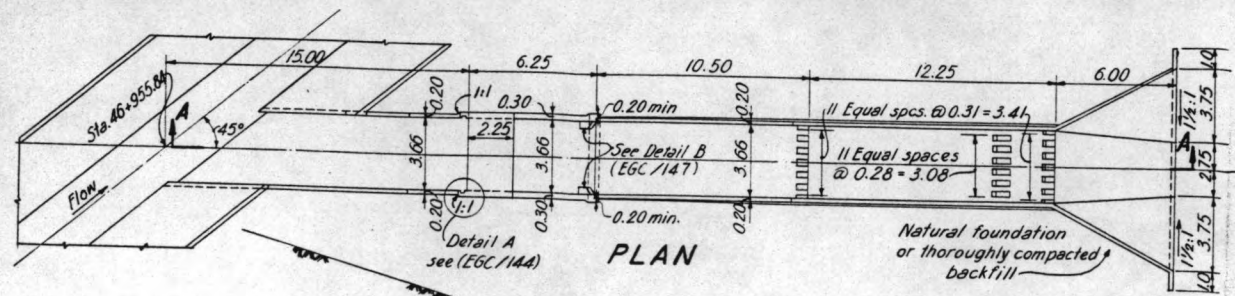 15.00
6.25
10.50
12.25
6.00
1.0
Sta. 46+955.84
A
45°
Flow
0.20
1:1
0.30
0.20 min
0.20
3.66
2.25
3.66
See Detail B
(EGC/147)
3.66
11 Equal spcs. @ 0.31 = 3.41
11 Equal spaces
@ 0.28 = 3.08
1½:1
3.75
A
2.75
0.20
1:1
0.30
0.20 min.
0.20
Detail A
see (EGC/144)
PLAN
Natural foundation
or thoroughly compacted
backfill
1½:1
3.75
1.0